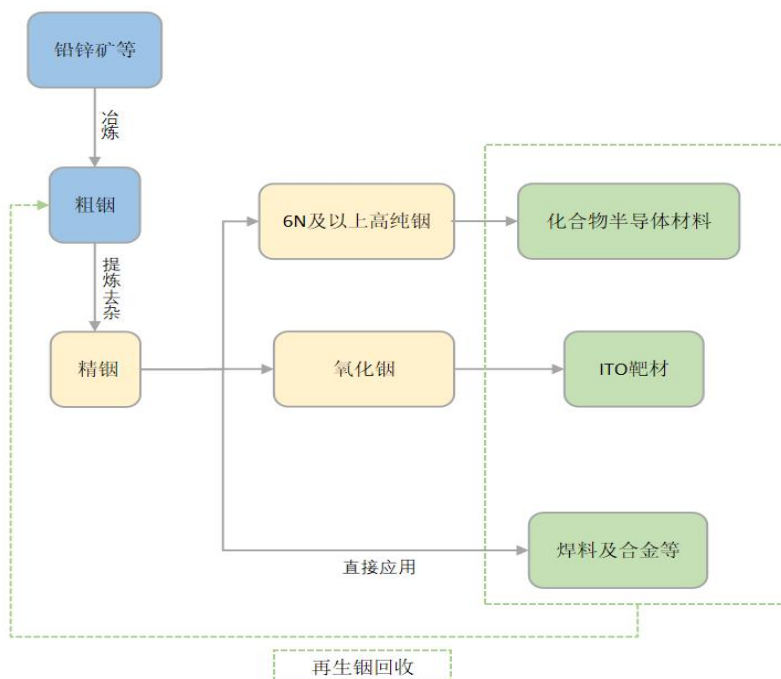 铅锌矿等
冶炼
粗铟
6N及以上高纯铟
化合物半导体材料
提炼去杂
精铟
氧化铟
ITO靶材
焊料及合金等
直接应用
再生铟回收